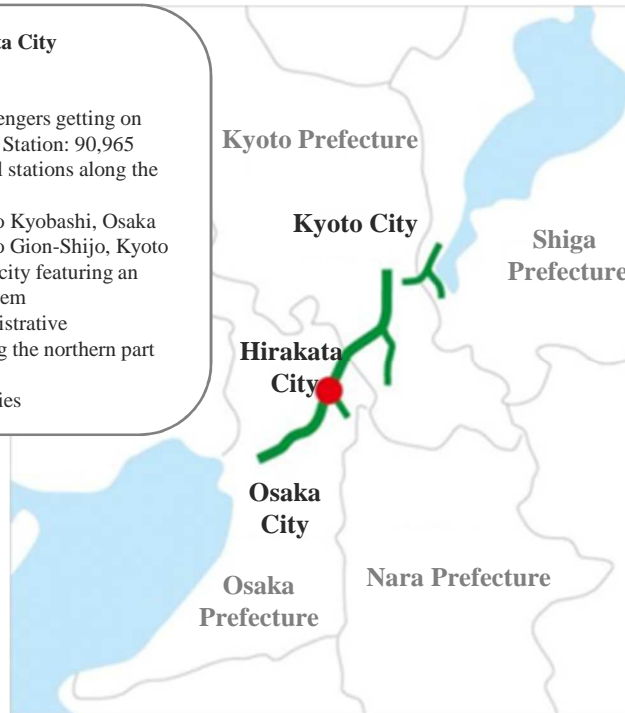 ta City
engers getting on
Station: 90,965
l stations along the
o Kyobashi, Osaka
o Gion-Shijo, Kyoto
city featuring an
em
istrative
g the northern part
ies
Kyoto Prefecture
Kyoto City
Shiga
Prefecture
Hirakata
City
Osaka
City
Osaka
Prefecture
Nara Prefecture